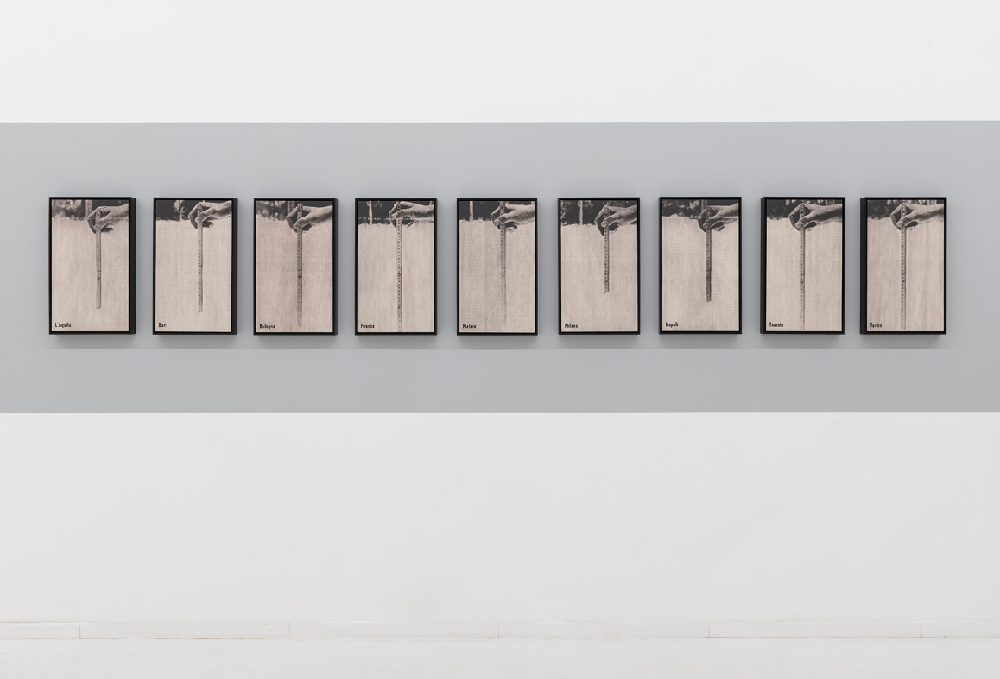 L'Aquila
Bari
Bologna
Firenze
Matera
Milano
Napoli
Taranto
Torino